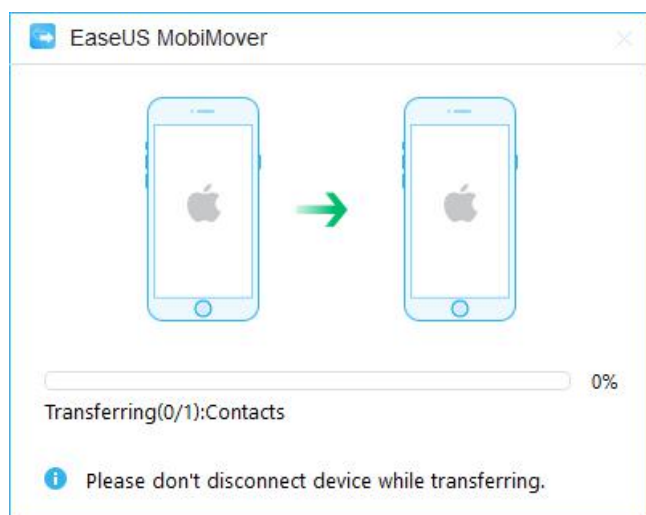 EaseUS MobiMover
0%
Transferring(0/1):Contacts
Please don't disconnect device while transferring.